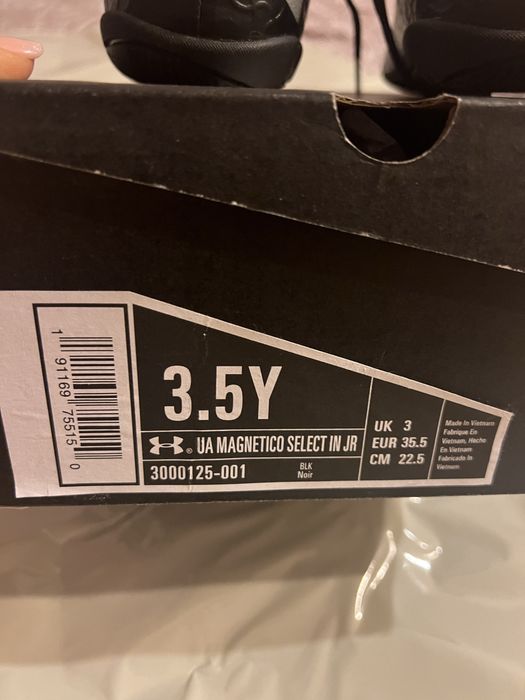 3.5Y
UA MAGNETICO SELECT IN JR
3000125-001
BLK
Noir
UK 3
EUR 35.5
CM 22.5
Made In Vietnam
Fabrique En
Vietnam, Hecho
En Vietnam
Fabricado In
Vietnam
1 91169 75515 0